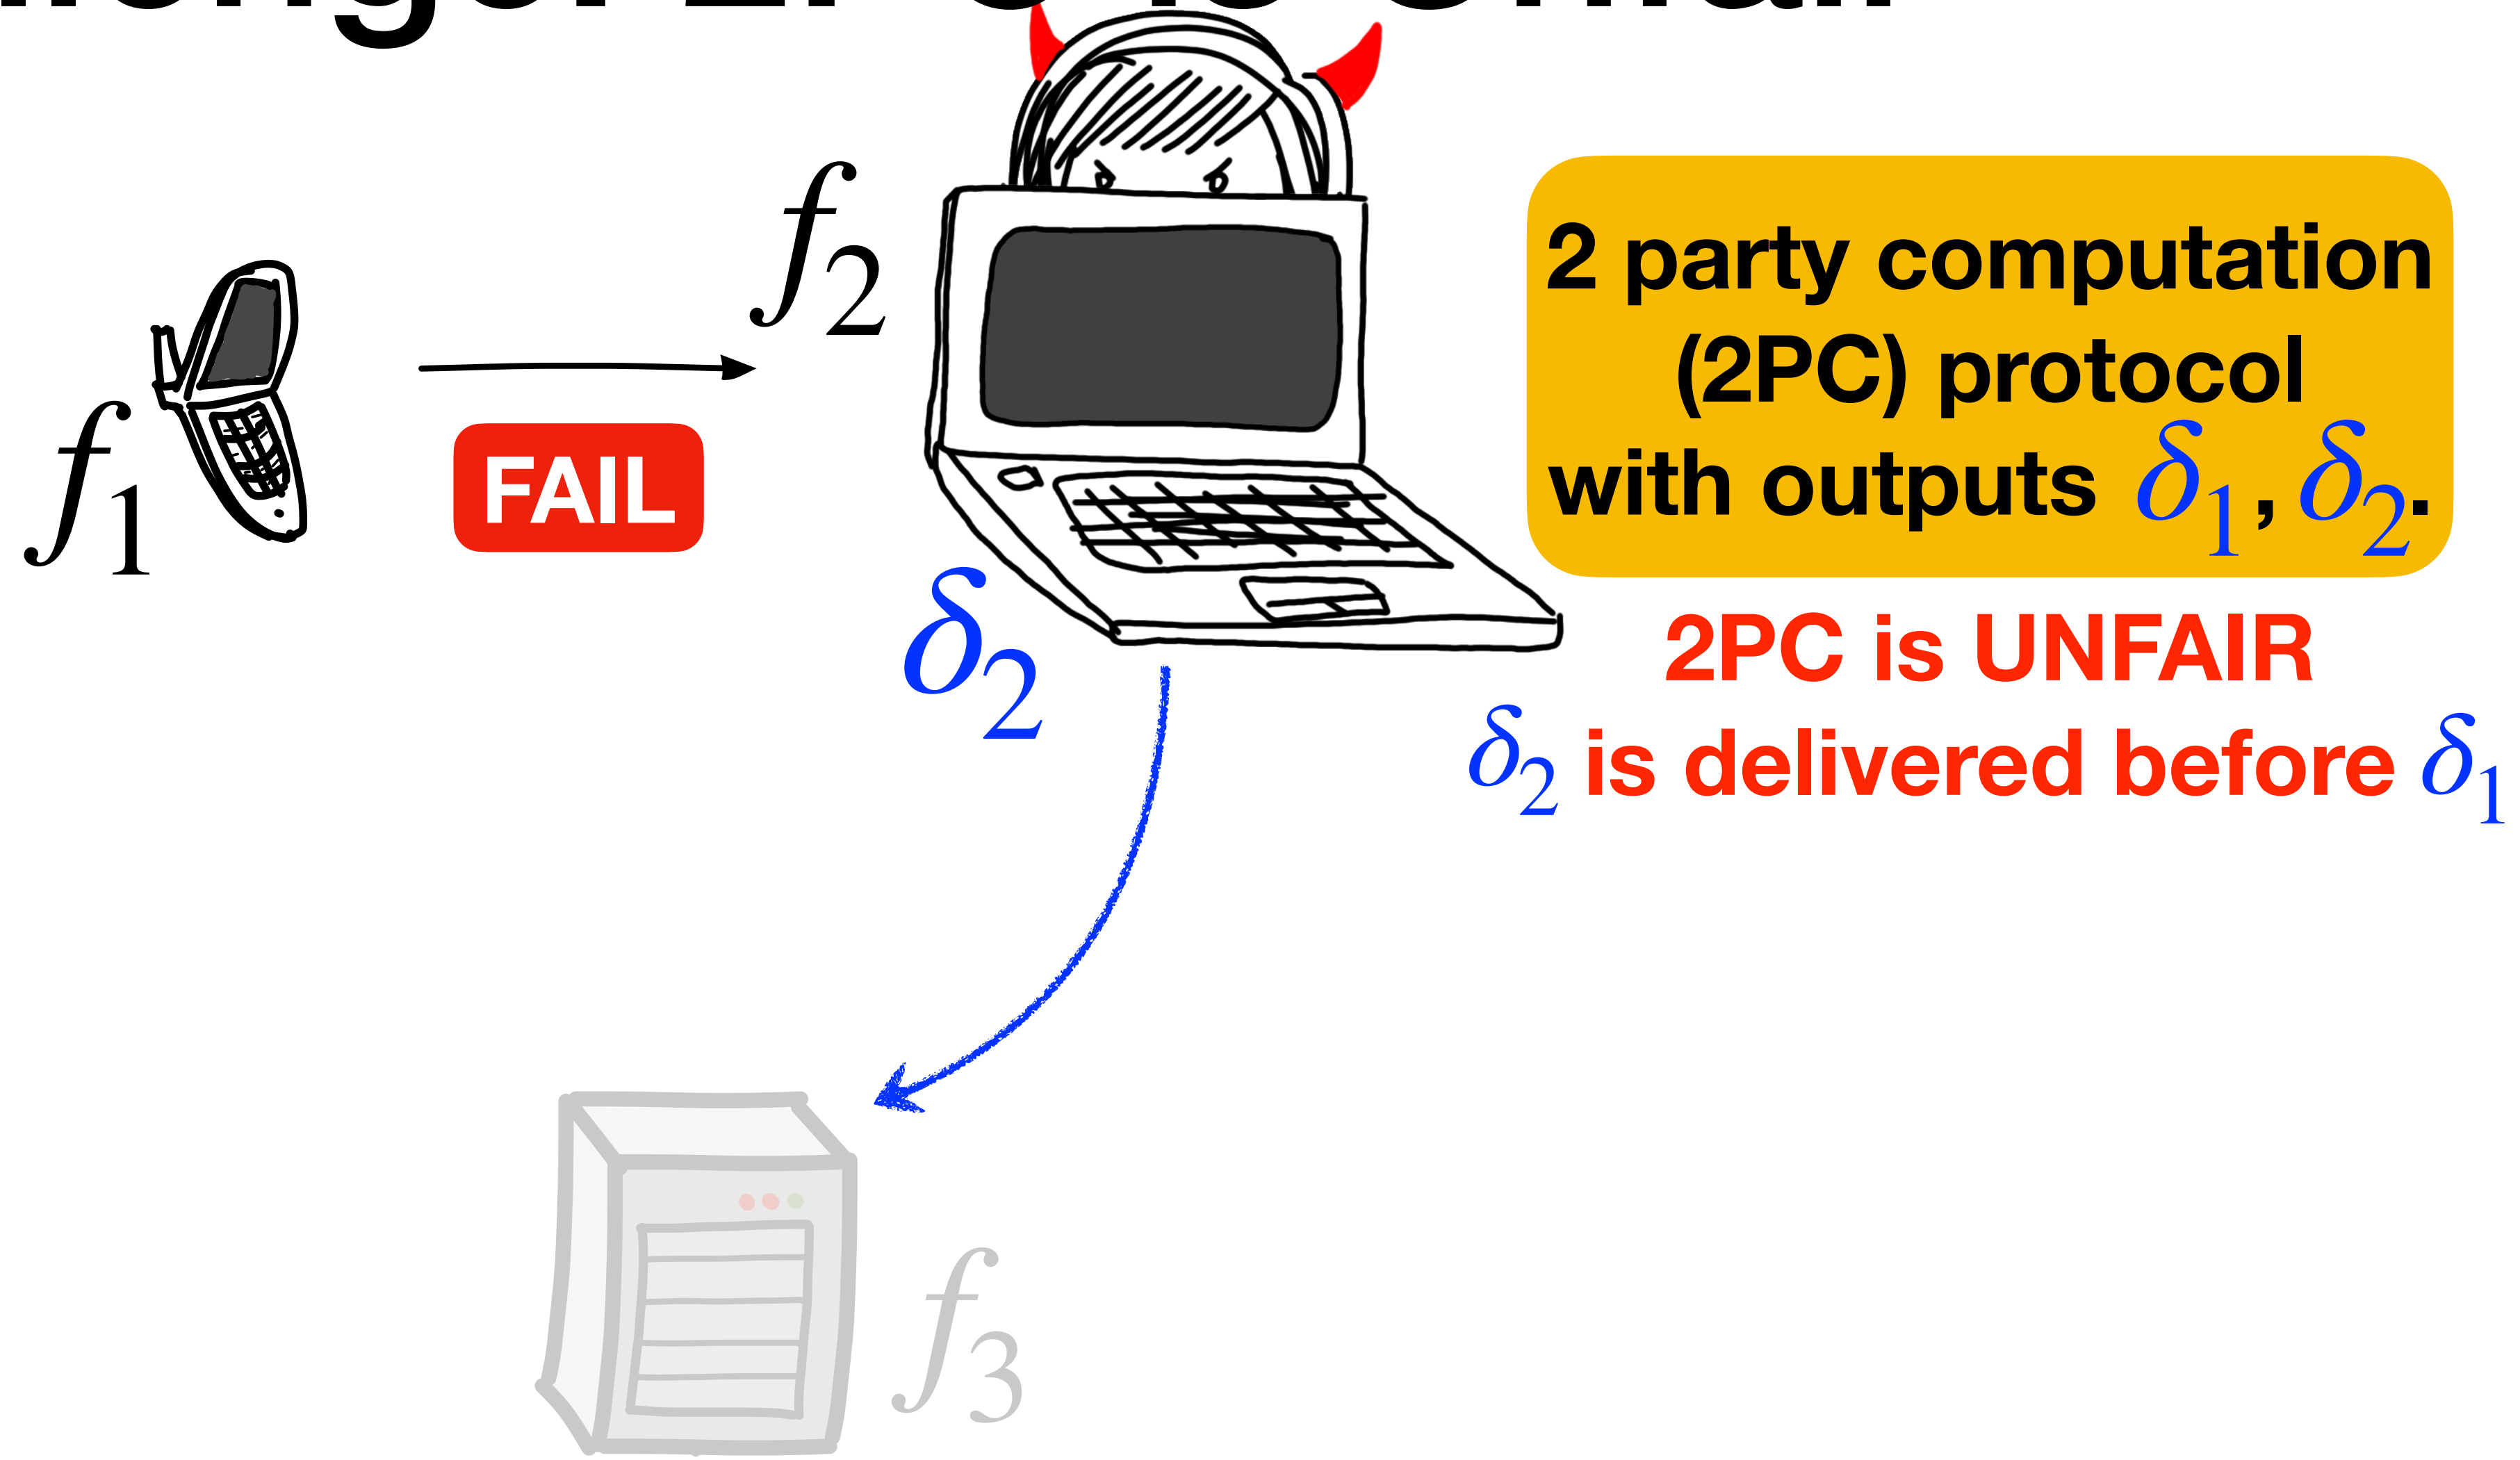 f₂
2 party computation
(2PC) protocol
with outputs δ₁, δ₂.
f₁
FAIL
δ₂
2PC is UNFAIR
δ₂ is delivered before δ₁
f₃